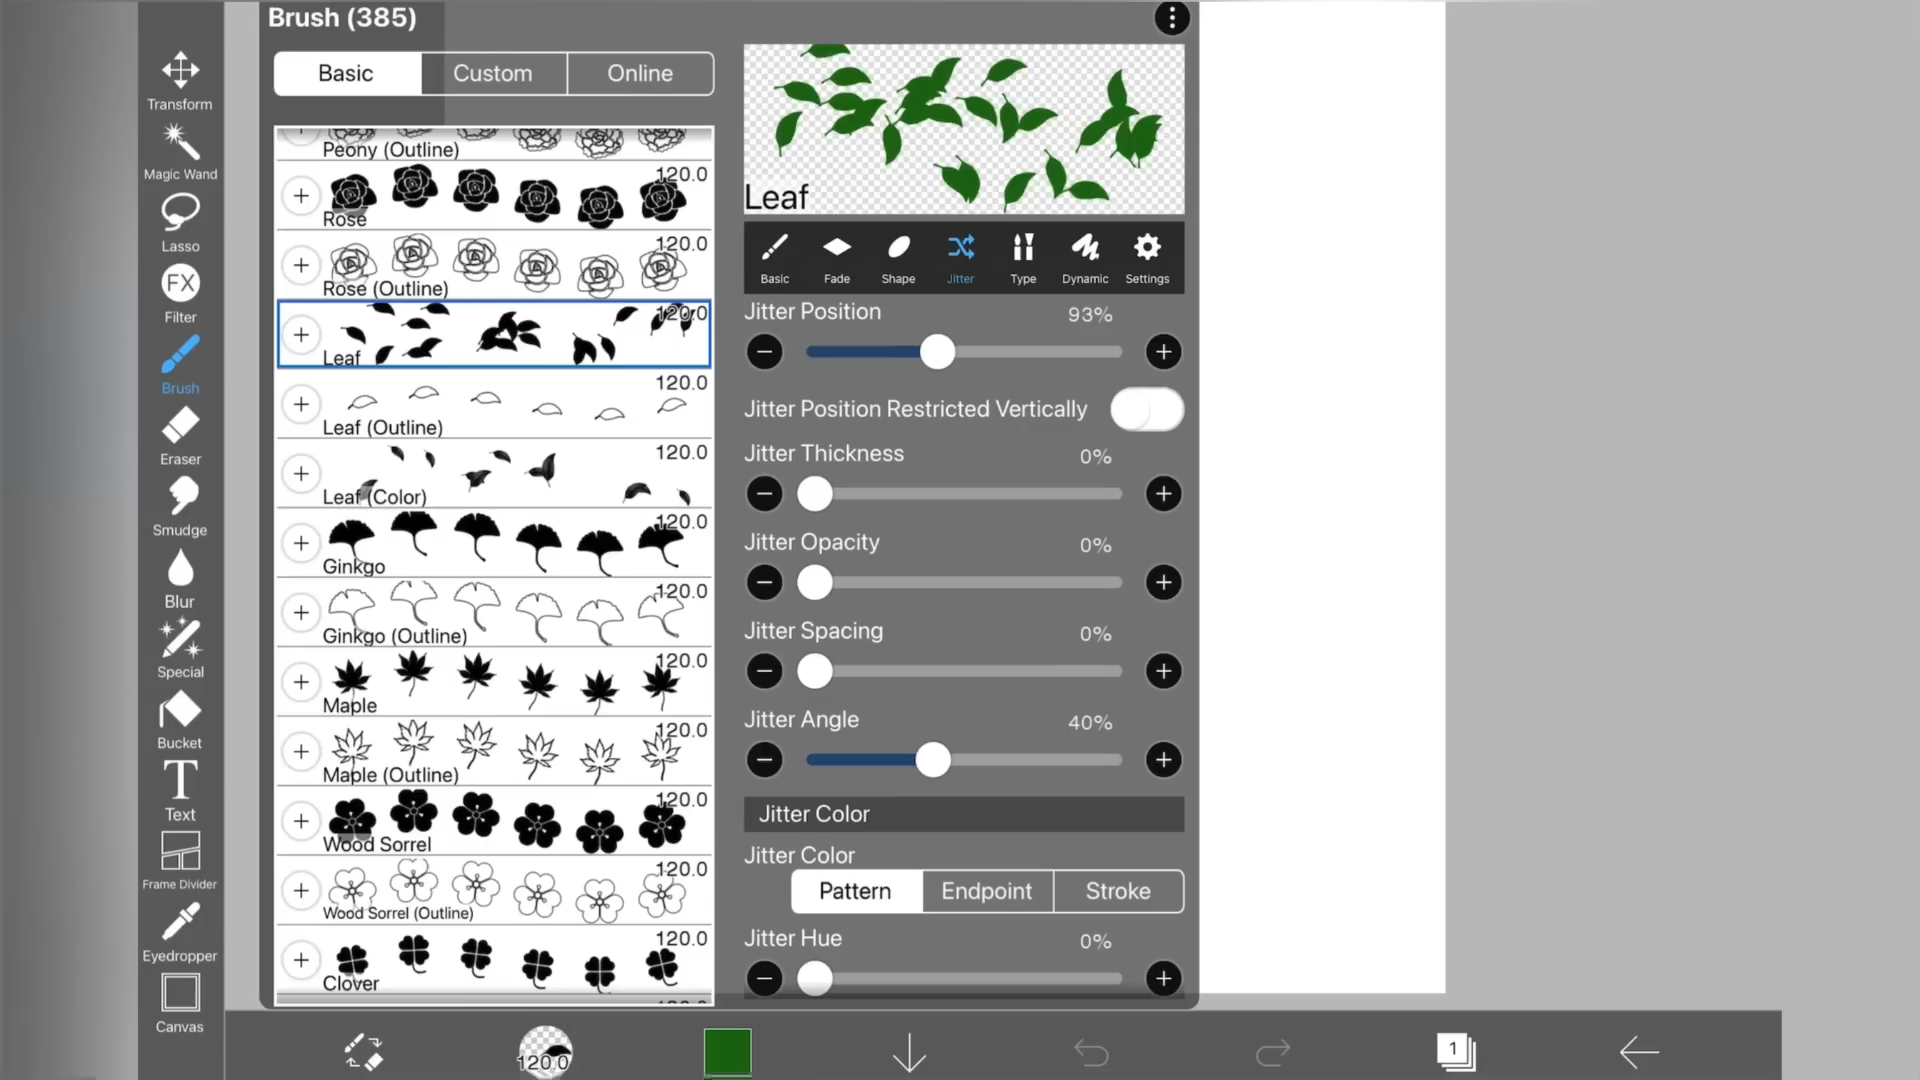 Brush (385)
Basic
Custom
Online
Transform
Magic Wand
Lasso
FX
Filter
Brush
Eraser
Smudge
Blur
Special
Bucket
Text
Frame Divider
Eyedropper
Canvas
Peony (Outline)
120.0
Rose
120.0
Rose (Outline)
120.0
Leaf
120.0
Leaf (Outline)
120.0
Leaf (Color)
120.0
Ginkgo
120.0
Ginkgo (Outline)
120.0
Maple
120.0
Maple (Outline)
120.0
Wood Sorrel
120.0
Wood Sorrel (Outline)
120.0
Clover
Leaf
Basic
Fade
Shape
Jitter
Type
Dynamic
Settings
Jitter Position 93%
Jitter Position Restricted Vertically
Jitter Thickness 0%
Jitter Opacity 0%
Jitter Spacing 0%
Jitter Angle 40%
Jitter Color
Jitter Color
Pattern
Endpoint
Stroke
Jitter Hue 0%
120.0
1